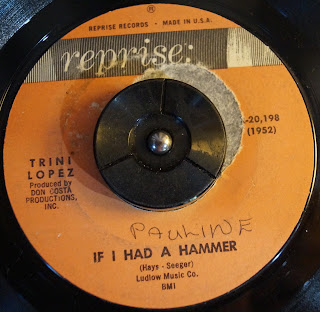 REPRISE RECORDS · MADE IN U.S.A.
reprise:
TRINI
LOPEZ
Produced by
DON COSTA
PRODUCTIONS,
INC.
-20,198
(1952)
PAULINE
IF I HAD A HAMMER
(Hays - Seeger)
Ludlow Music Co.
BMI